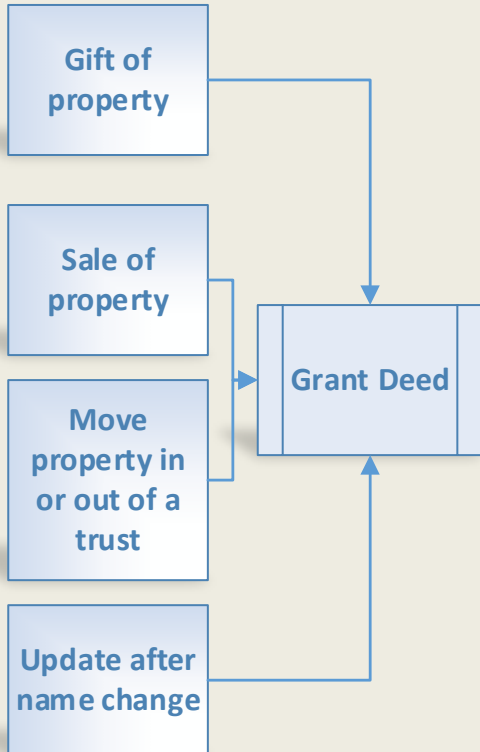 Gift of
property
Sale of
property
Grant Deed
Move
property in
or out of a
trust
Update after
name change